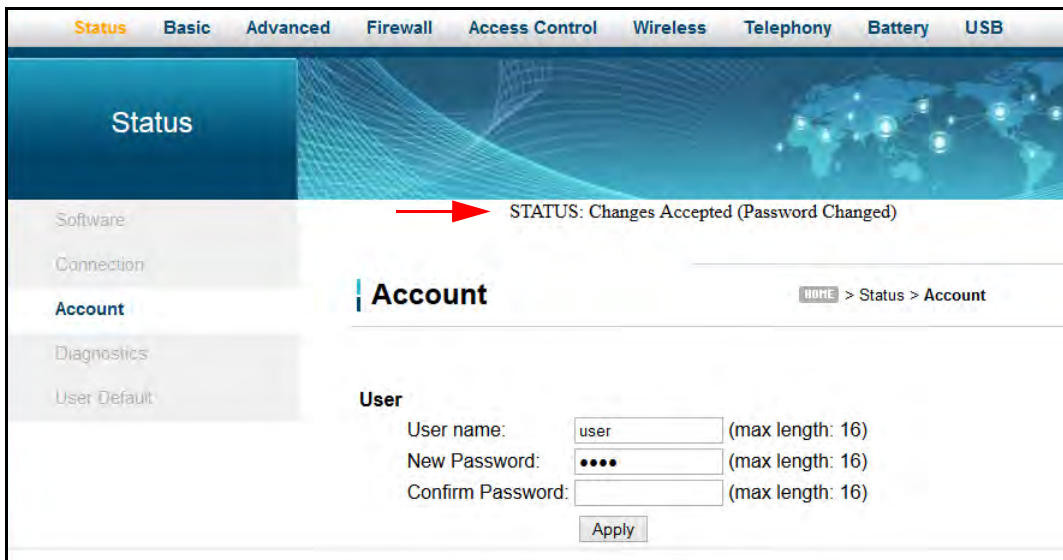 Status Basic Advanced Firewall Access Control Wireless Telephony Battery USB
Status
STATUS: Changes Accepted (Password Changed)
Software
Connection
Account
Diagnostics
User Default
Account
HOME > Status > Account
User
User name: user (max length: 16)
New Password: •••• (max length: 16)
Confirm Password: (max length: 16)
Apply